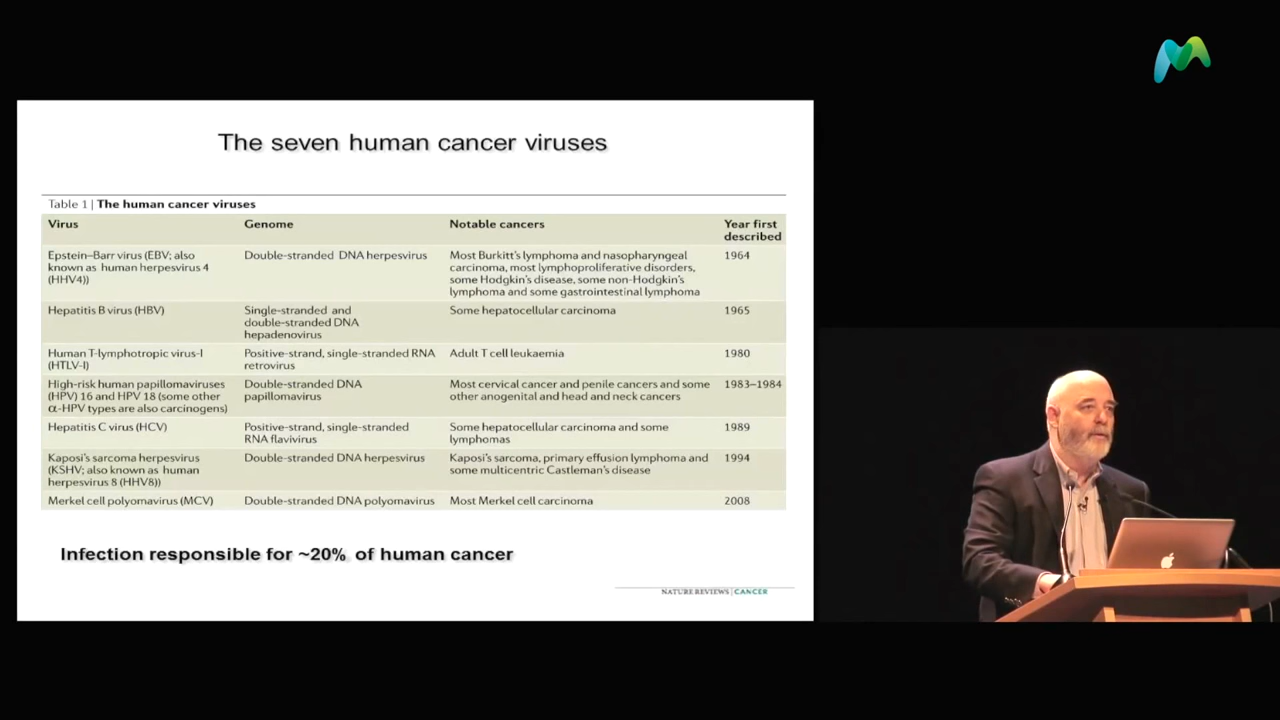 The seven human cancer viruses
Table 1 | The human cancer viruses
Virus Genome Notable cancers Year first described
Epstein–Barr virus (EBV; also known as human herpesvirus 4 (HHV4)) Double-stranded DNA herpesvirus Most Burkitt's lymphoma and nasopharyngeal carcinoma, most lymphoproliferative disorders, some Hodgkin's disease, some non-Hodgkin's lymphoma and some gastrointestinal lymphoma 1964
Hepatitis B virus (HBV) Single-stranded and double-stranded DNA hepadenovirus Some hepatocellular carcinoma 1965
Human T-lymphotropic virus-I (HTLV-I) Positive-strand, single-stranded RNA retrovirus Adult T cell leukaemia 1980
High-risk human papillomaviruses (HPV) 16 and HPV 18 (some other α-HPV types are also carcinogens) Double-stranded DNA papillomavirus Most cervical cancer and penile cancers and some other anogenital and head and neck cancers 1983–1984
Hepatitis C virus (HCV) Positive-strand, single-stranded RNA flavivirus Some hepatocellular carcinoma and some lymphomas 1989
Kaposi's sarcoma herpesvirus (KSHV; also known as human herpesvirus 8 (HHV8)) Double-stranded DNA herpesvirus Kaposi's sarcoma, primary effusion lymphoma and some multicentric Castleman's disease 1994
Merkel cell polyomavirus (MCV) Double-stranded DNA polyomavirus Most Merkel cell carcinoma 2008
Infection responsible for ~20% of human cancer
NATURE REVIEWS | CANCER